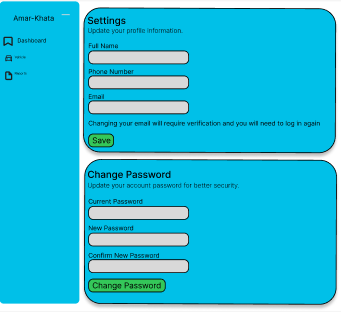 Amar-Khata
Dashboard
Settings
Update your profile information.
Full Name
Phone Number
Email
Changing your email will require verification and you will need to log in again
Save
Change Password
Update your account password for better security.
Current Password
New Password
Confirm New Password
Change Password